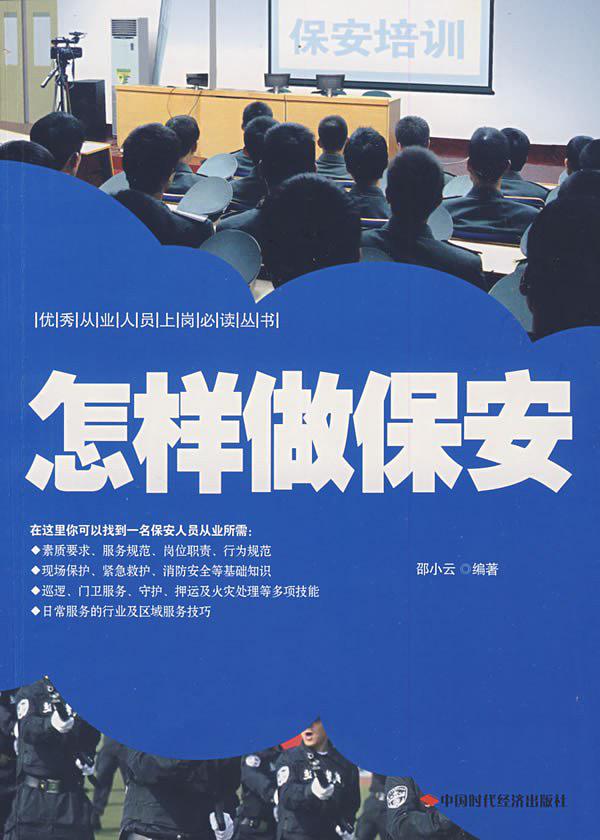 保安培训
|优|秀|从|业|人|员|上|岗|必|读|丛|书|
怎样做保安
在这里你可以找到一名保安人员从业所需:
◆素质要求、服务规范、岗位职责、行为规范
◆现场保护、紧急救护、消防安全等基础知识
◆巡逻、门卫服务、守护、押运及火灾处理等多项技能
◆日常服务的行业及区域服务技巧
邵小云 ◎编著
中国时代经济出版社